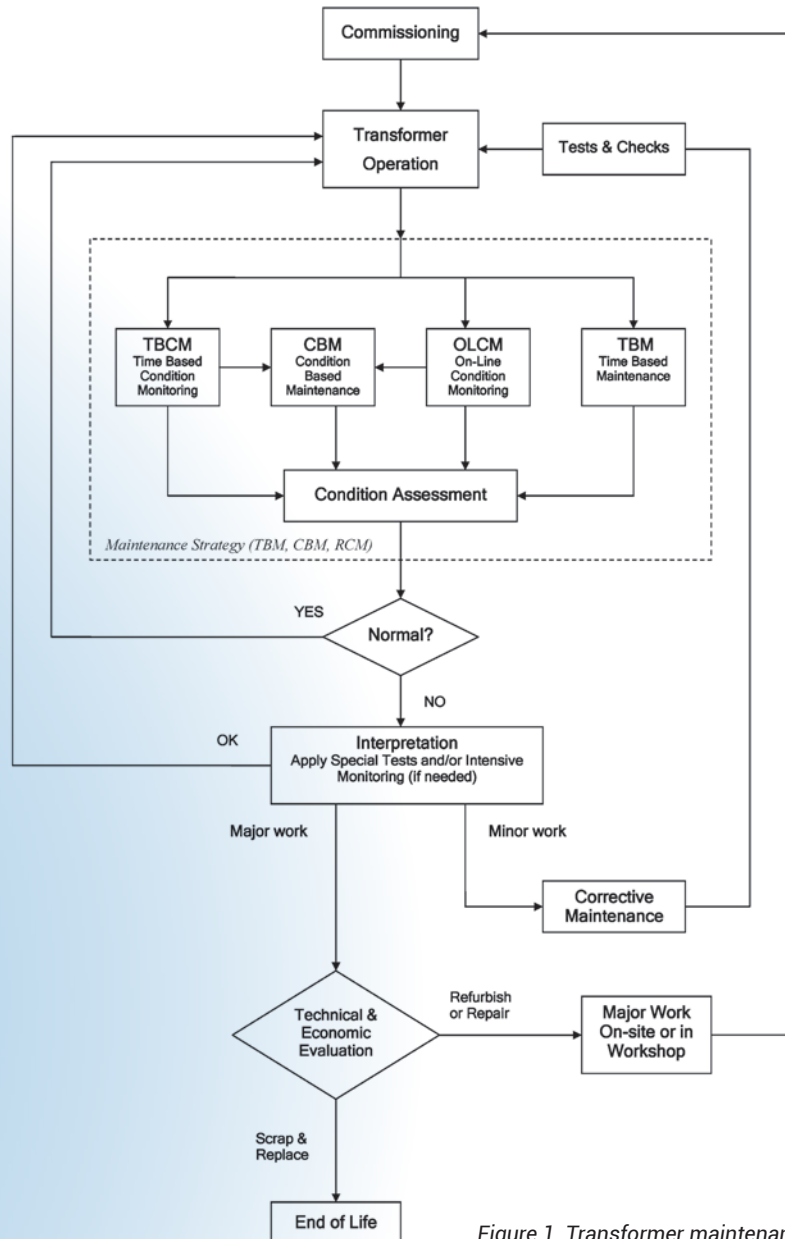 Commissioning
Transformer
Operation
Tests & Checks
TBCM
Time Based
Condition
Monitoring
CBM
Condition
Based
Maintenance
OLCM
On-Line
Condition
Monitoring
TBM
Time Based
Maintenance
Condition Assessment
Maintenance Strategy (TBM, CBM, RCM)
YES
Normal?
NO
OK
Interpretation
Apply Special Tests and/or Intensive
Monitoring (if needed)
Major work
Minor work
Corrective
Maintenance
Technical &
Economic
Evaluation
Refurbish
or Repair
Major Work
On-site or in
Workshop
Scrap &
Replace
End of Life
Figure 1. Transformer